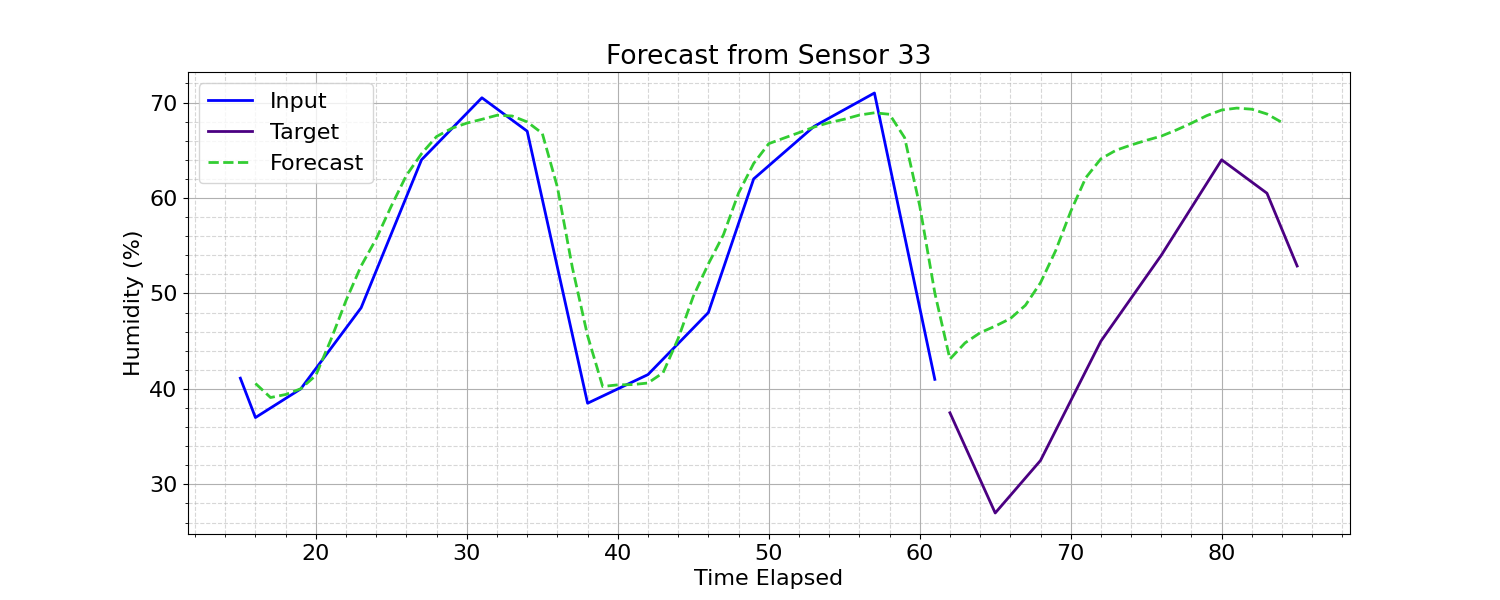 Forecast from Sensor 33
Input
Target
Forecast
Humidity (%)
70
60
50
40
30
20 30 40 50 60 70 80
Time Elapsed